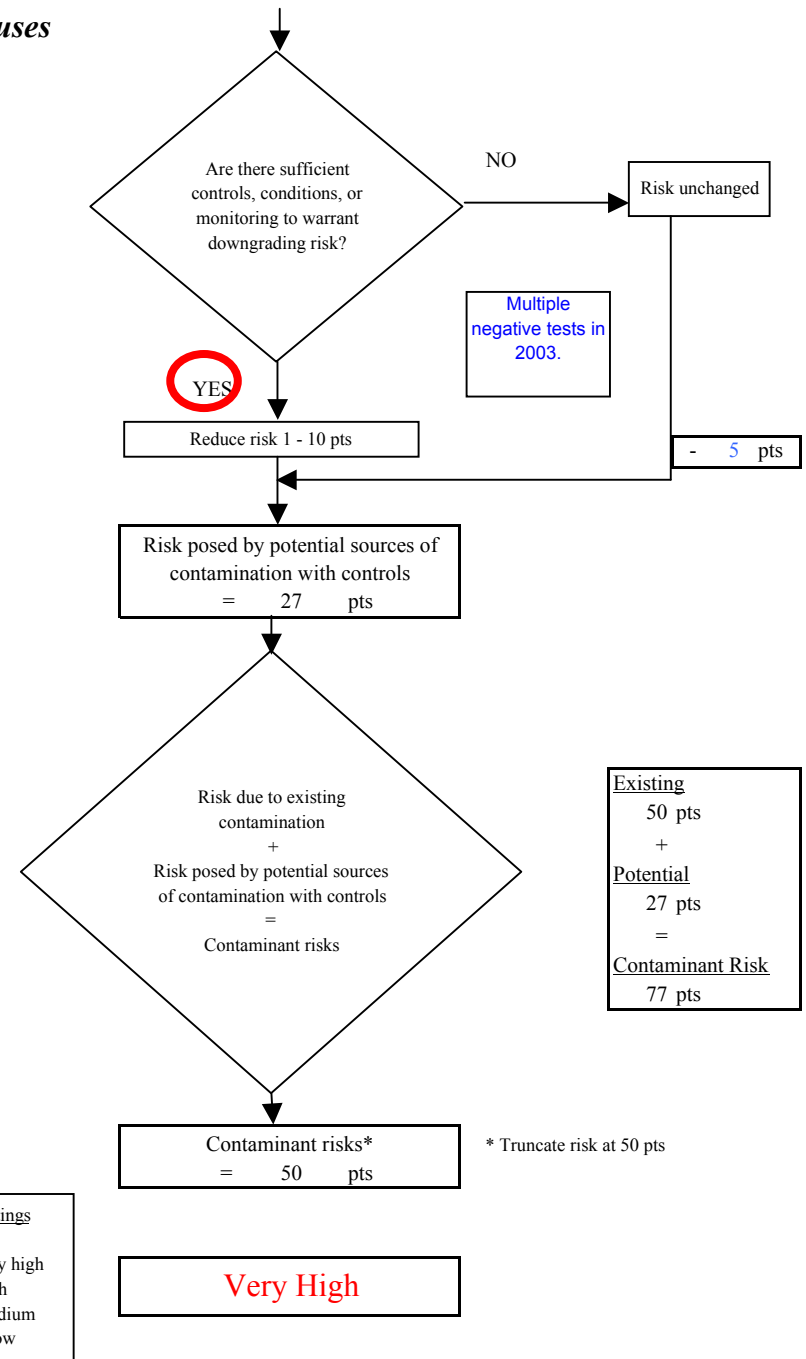 Are there sufficient
controls, conditions, or
monitoring to warrant
downgrading risk?
NO
Risk unchanged
Multiple
negative tests in
2003.
YES
Reduce risk 1 - 10 pts
- 5 pts
Risk posed by potential sources of
contamination with controls
= 27 pts
Risk due to existing
contamination
+
Risk posed by potential sources
of contamination with controls
=
Contaminant risks
Existing
50 pts
+
Potential
27 pts
=
Contaminant Risk
77 pts
Contaminant risks*
= 50 pts
* Truncate risk at 50 pts
high
Very High